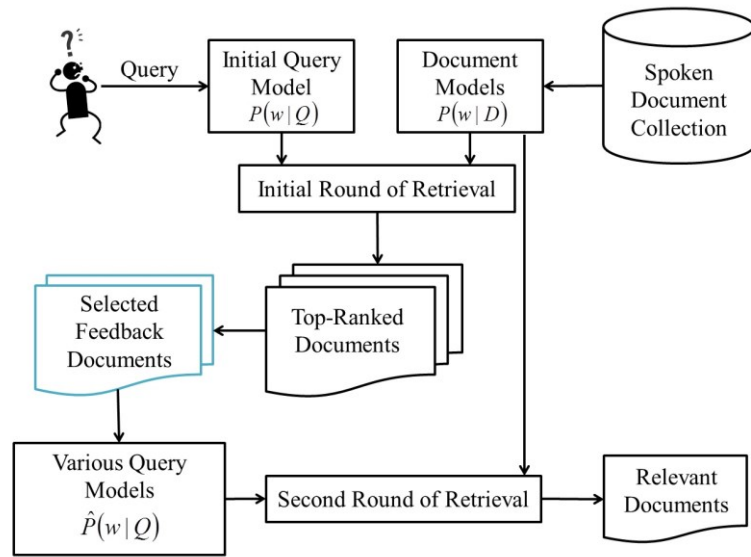 ?
Query
Initial Query
Model
P(w | Q)
Document
Models
P(w | D)
Spoken
Document
Collection
Initial Round of Retrieval
Selected
Feedback
Documents
Top-Ranked
Documents
Various Query
Models
P̂(w | Q)
Second Round of Retrieval
Relevant
Documents